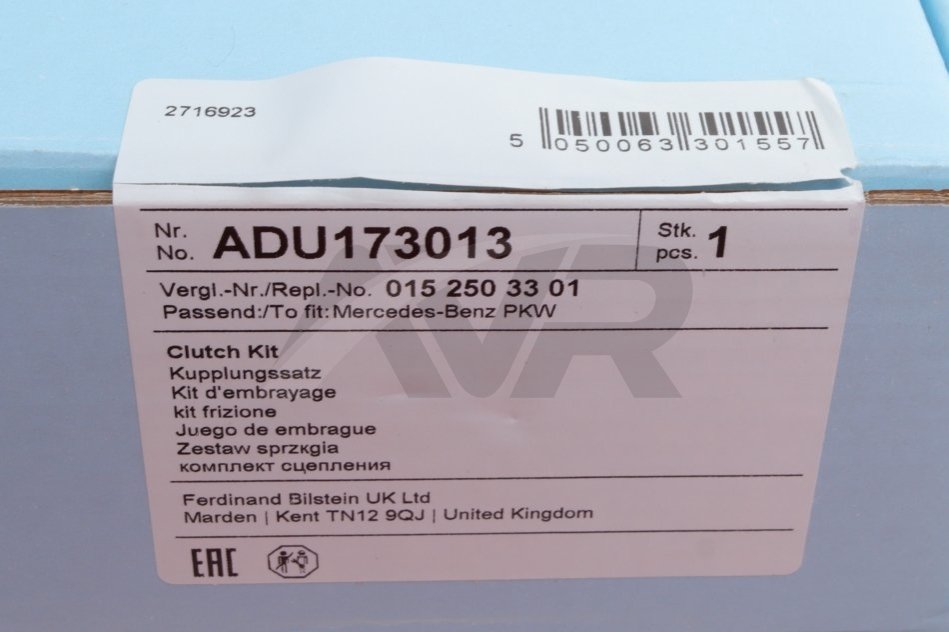 2716923
5 050063 301557
Nr.
No. ADU173013
Stk.
pcs. 1
Vergl.-Nr./Repl.-No. 015 250 33 01
Passend:/To fit: Mercedes-Benz PKW
Clutch Kit
Kupplungssatz
Kit d'embrayage
kit frizione
Juego de embrague
Zestaw sprzкgia
комплект сцепления
Ferdinand Bilstein UK Ltd
Marden | Kent TN12 9QJ | United Kingdom
EAC
AVR